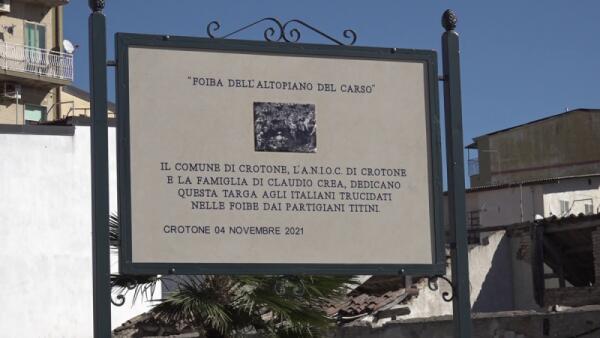 "FOIBA DELL'ALTOPIANO DEL CARSO"
IL COMUNE DI CROTONE, L'A.N.I.O.C. DI CROTONE
E LA FAMIGLIA DI CLAUDIO CREA, DEDICANO
QUESTA TARGA AGLI ITALIANI TRUCIDATI
NELLE FOIBE DAI PARTIGIANI TITINI.
CROTONE 04 NOVEMBRE 2021